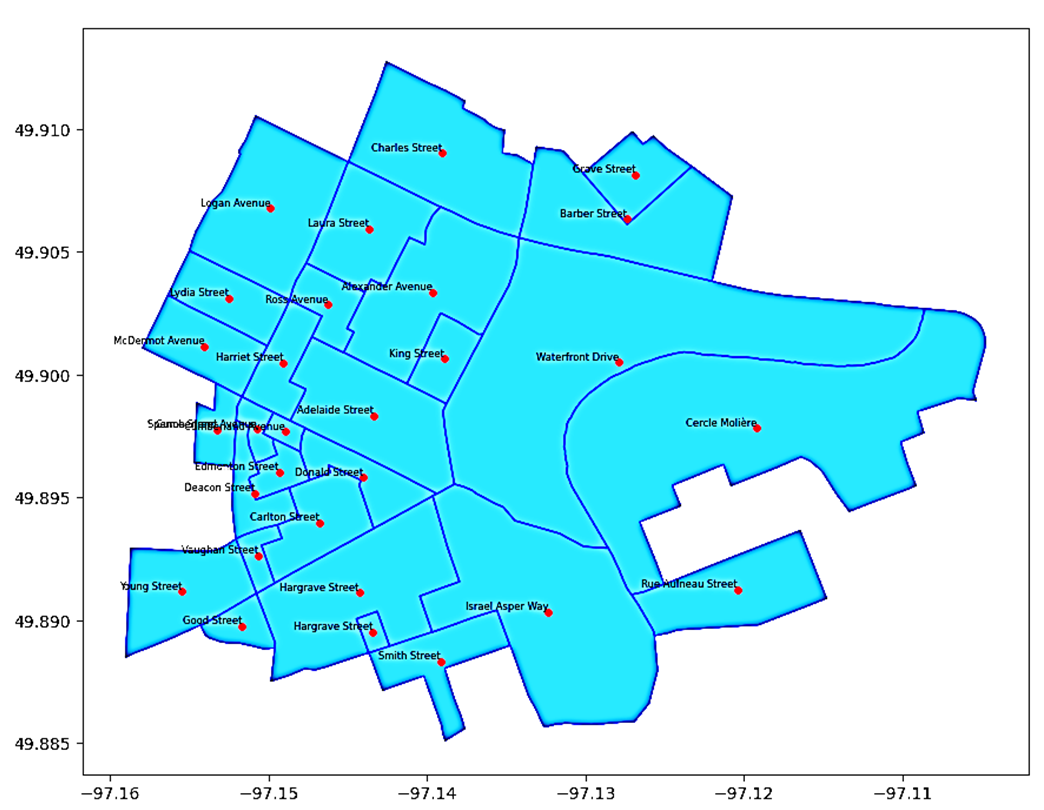 Charles Street
49.910
Grave Street
Logan Avenue
Barber Street
Laura Street
49.905
Lydia Street
Alexander Avenue
Ross Avenue
McDermot Avenue
King Street
Harriet Street
Waterfront Drive
49.900
Adelaide Street
Cercle Molière
Avenue
Street
Donald Street
49.895
Deacon Street
Carlton Street
Vaughan Street
Young Street
Hargrave Street
Street
Rue
Israel Asper Way
49.890
Good Street
Hargrave Street
Smith Street
49.885
−97.16 −97.15 −97.14 −97.13 −97.12 −97.11